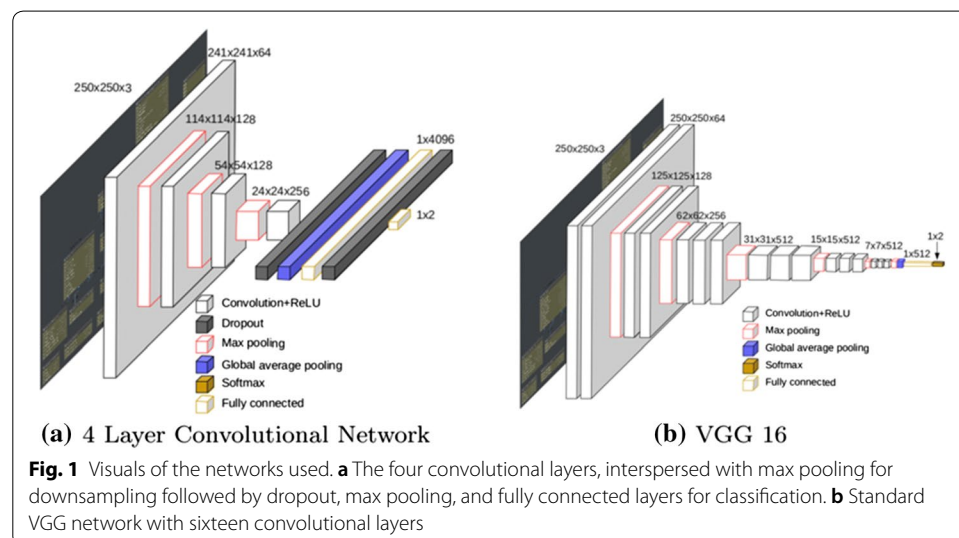 250x250x3
241x241x64
114x114x128
54x54x128
24x24x256
1x4096
1x2
Convolution+ReLU
Dropout
Max pooling
Global average pooling
Softmax
Fully connected
(a) 4 Layer Convolutional Network
250x250x3
250x250x64
125x125x128
62x62x256
31x31x512
15x15x512
7x7x512
1x512
1x2
Convolution+ReLU
Max pooling
Global average pooling
Softmax
Fully connected
(b) VGG 16
Fig. 1 Visuals of the networks used. a The four convolutional layers, interspersed with max pooling for
downsampling followed by dropout, max pooling, and fully connected layers for classification. b Standard
VGG network with sixteen convolutional layers